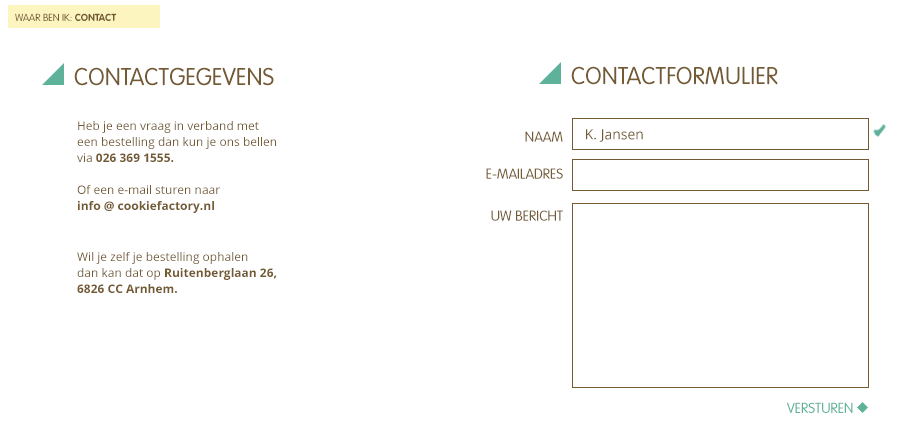 WAAR BEN IK: CONTACT
CONTACTGEGEVENS
Heb je een vraag in verband met
een bestelling dan kun je ons bellen
via 026 369 1555.
Of een e-mail sturen naar
info @ cookiefactory.nl
Wil je zelf je bestelling ophalen
dan kan dat op Ruitenberglaan 26,
6826 CC Arnhem.
CONTACTFORMULIER
NAAM K. Jansen
E-MAILADRES
UW BERICHT
VERSTUREN